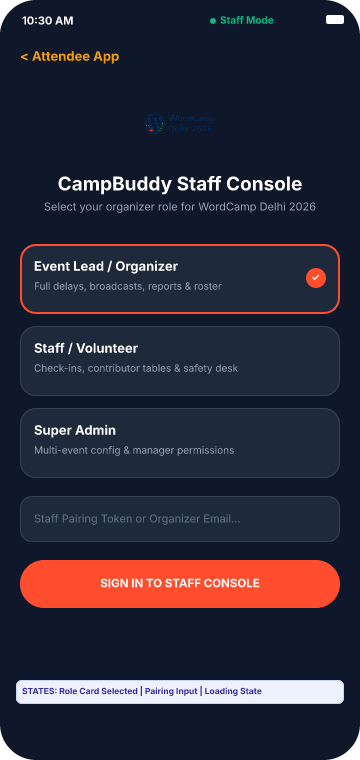 10:30 AM
Staff Mode
< Attendee App
WordCamp
Delhi 2026
CampBuddy Staff Console
Select your organizer role for WordCamp Delhi 2026
Event Lead / Organizer
Full delays, broadcasts, reports & roster
Staff / Volunteer
Check-ins, contributor tables & safety desk
Super Admin
Multi-event config & manager permissions
Staff Pairing Token or Organizer Email...
SIGN IN TO STAFF CONSOLE
STATES: Role Card Selected | Pairing Input | Loading State